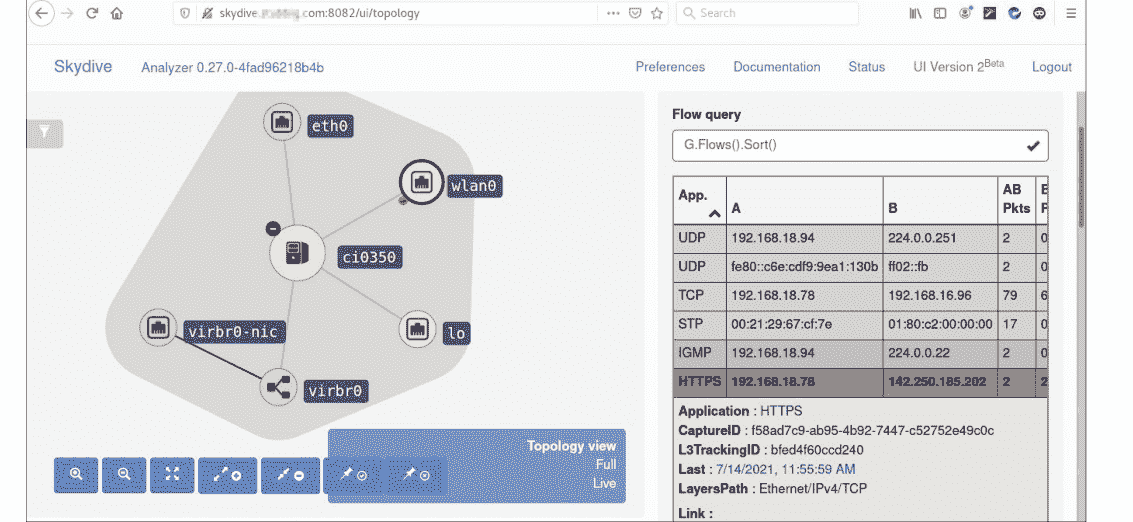 skydive. .com:8082/ui/topology
Search
Skydive Analyzer 0.27.0-4fad96218b4b Preferences Documentation Status UI Version 2Beta Logout
eth0
wlan0
ci0350
virbr0-nic
lo
virbr0
Topology view
Full
Live
Flow query
G.Flows().Sort()
App. A B AB Pkts
UDP 192.168.18.94 224.0.0.251 2 0
UDP fe80::c6e:cdf9:9ea1:130b ff02::fb 2 0
TCP 192.168.18.78 192.168.16.96 79 6
STP 00:21:29:67:cf:7e 01:80:c2:00:00:00 17 0
IGMP 192.168.18.94 224.0.0.22 2 0
HTTPS 192.168.18.78 142.250.185.202 2 2
Application : HTTPS
CaptureID : f58ad7c9-ab95-4b92-7447-c52752e49c0c
L3TrackingID : bfed4f60ccd240
Last : 7/14/2021, 11:55:59 AM
LayersPath : Ethernet/IPv4/TCP
Link :